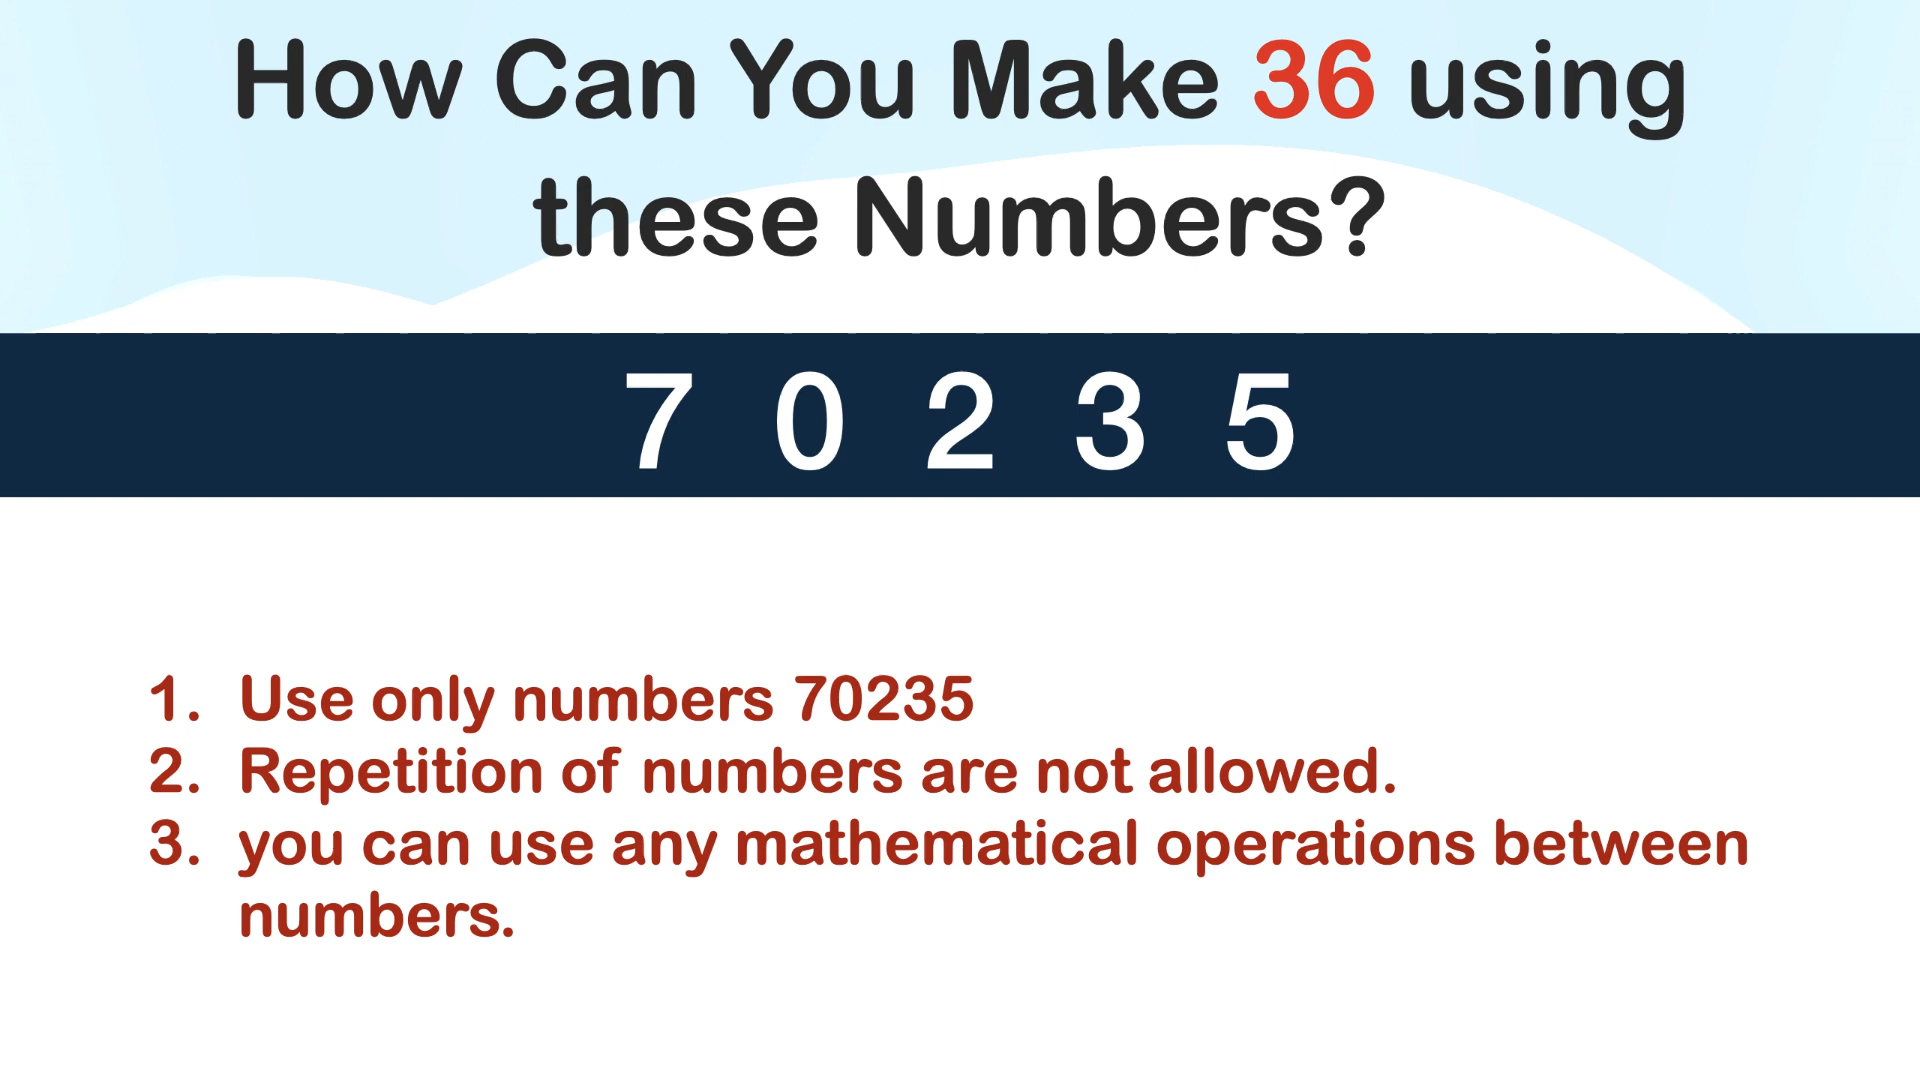 How Can You Make 36 using
these Numbers?
7 0 2 3 5
1. Use only numbers 70235
2. Repetition of numbers are not allowed.
3. you can use any mathematical operations between
numbers.